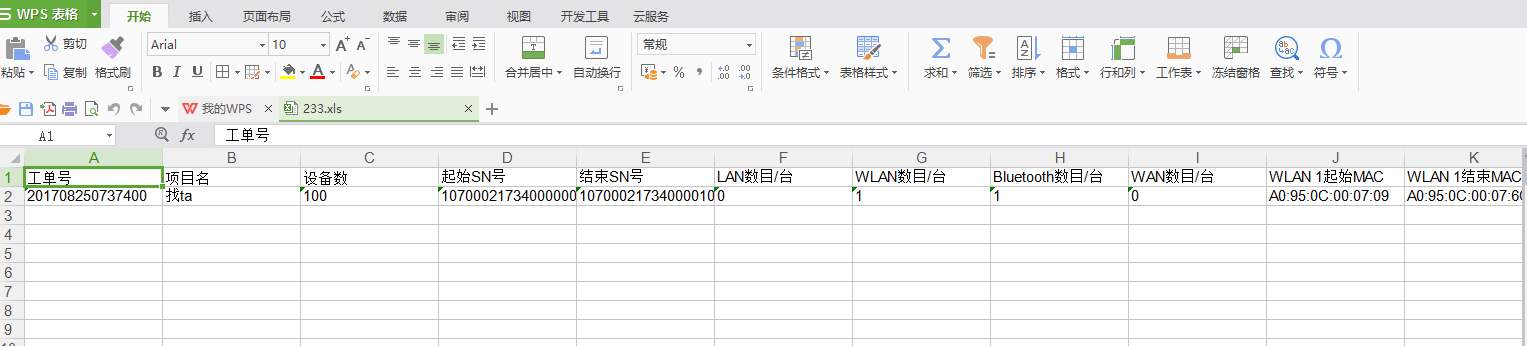 WPS 表格 开始 插入 页面布局 公式 数据 审阅 视图 开发工具 云服务
剪切 Arial 10 A+ A- 常规
粘贴 复制 格式刷 B I U A 合并居中 自动换行 % , 条件格式 表格样式 求和 筛选 排序 格式 行和列 工作表 冻结窗格 查找 符号
我的WPS 233.xls
A1 fx 工单号
A B C D E F G H I J K
1 工单号 项目名 设备数 起始SN号 结束SN号 LAN数目/台 WLAN数目/台 Bluetooth数目/台 WAN数目/台 WLAN 1起始MAC WLAN 1结束MAC
2 201708250737400 找ta 100 10700021734000000 10700021734000010 0 1 1 0 A0:95:0C:00:07:09 A0:95:0C:00:07:6
3
4
5
6
7
8
9